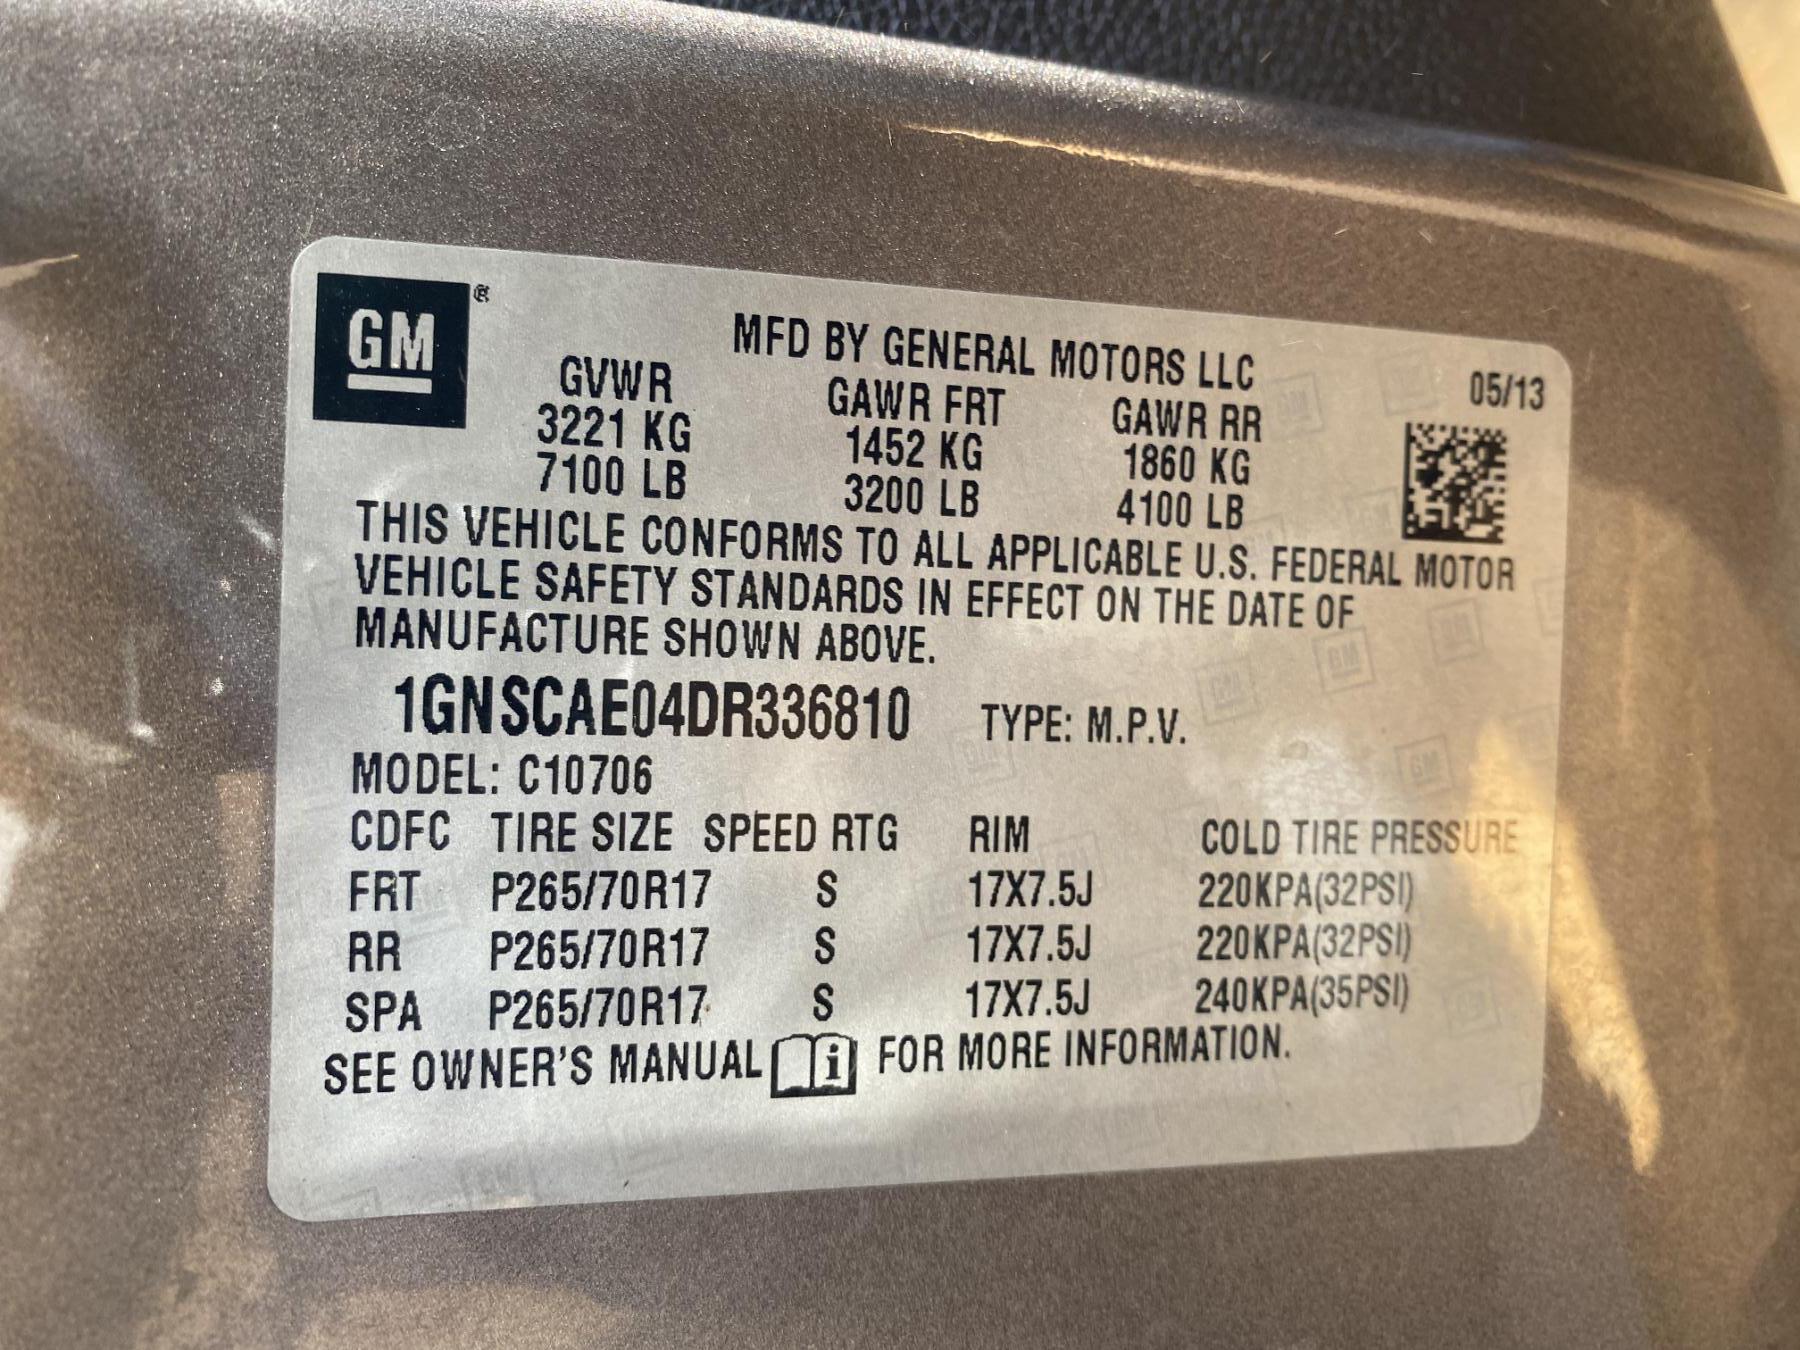 GM ®
MFD BY GENERAL MOTORS LLC
05/13
GVWR GAWR FRT GAWR RR
3221 KG 1452 KG 1860 KG
7100 LB 3200 LB 4100 LB
THIS VEHICLE CONFORMS TO ALL APPLICABLE U.S. FEDERAL MOTOR
VEHICLE SAFETY STANDARDS IN EFFECT ON THE DATE OF
MANUFACTURE SHOWN ABOVE.
1GNSCAE04DR336810 TYPE: M.P.V.
MODEL: C10706
CDFC TIRE SIZE SPEED RTG RIM COLD TIRE PRESSURE
FRT P265/70R17 S 17X7.5J 220KPA(32PSI)
RR P265/70R17 S 17X7.5J 220KPA(32PSI)
SPA P265/70R17 S 17X7.5J 240KPA(35PSI)
SEE OWNER'S MANUAL i FOR MORE INFORMATION.